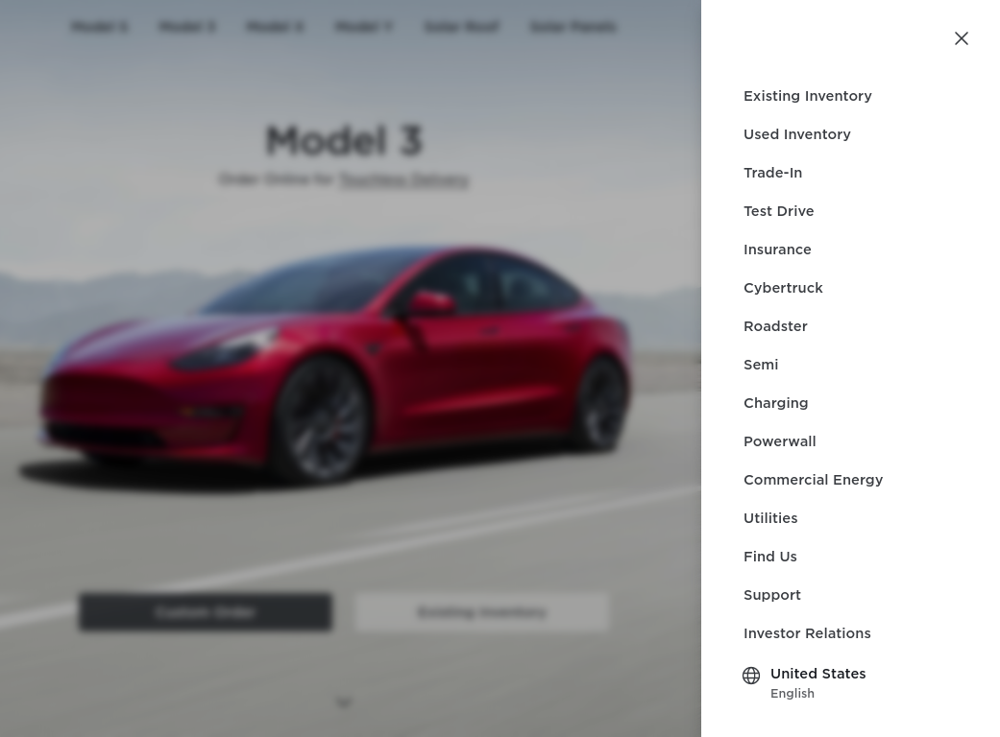 Model S Model 3 Model X Model Y Solar Roof Solar Panels
Model 3
Order Online for Touchless Delivery
Custom Order
Existing Inventory
Existing Inventory
Used Inventory
Trade-In
Test Drive
Insurance
Cybertruck
Roadster
Semi
Charging
Powerwall
Commercial Energy
Utilities
Find Us
Support
Investor Relations
United States
English